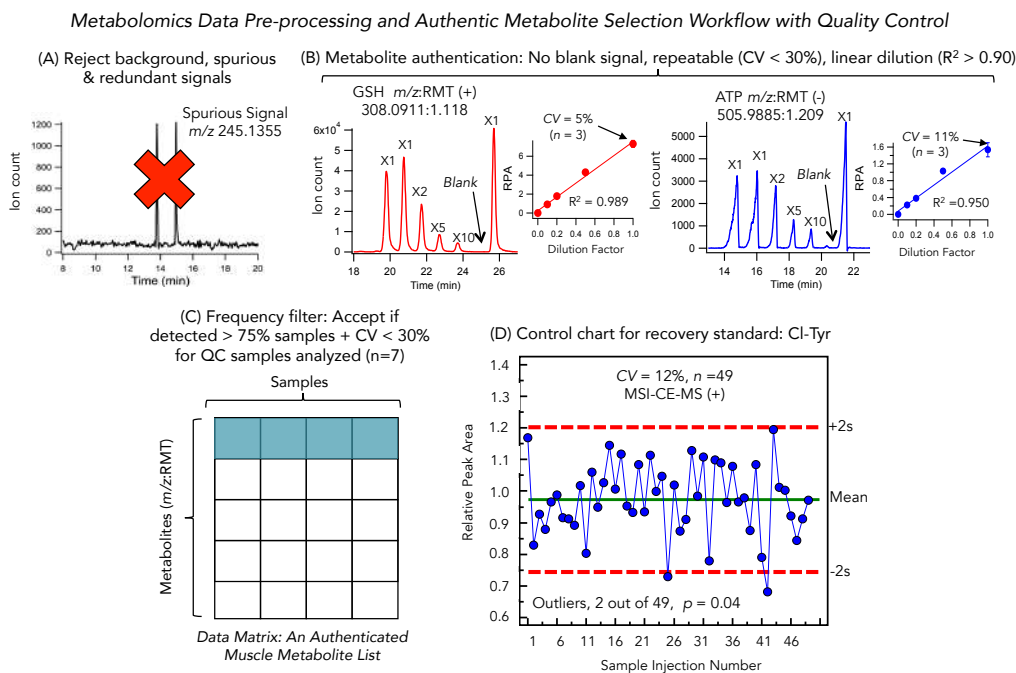 Metabolomics Data Pre-processing and Authentic Metabolite Selection Workflow with Quality Control
(A) Reject background, spurious
& redundant signals
Spurious Signal
m/z 245.1355
Ion count
1200
1000
800
600
400
200
0
8
10
12
14
16
18
20
Time (min)
(B) Metabolite authentication: No blank signal, repeatable (CV < 30%), linear dilution (R² > 0.90)
GSH m/z:RMT (+)
308.0911:1.118
Ion count
6x10⁴
5
4
3
2
1
0
X1
X1
X2
X5
X10
Blank
X1
18
20
22
24
26
Time (min)
CV = 5%
(n = 3)
RPA
8
6
4
2
0
R² = 0.989
0.0
0.2
0.4
0.6
0.8
1.0
Dilution Factor
ATP m/z:RMT (-)
505.9885:1.209
Ion count
5000
4000
3000
2000
1000
0
X1
X1
X2
X5
X10
Blank
X1
14
16
18
20
22
Time (min)
CV = 11%
(n = 3)
RPA
1.6
1.2
0.8
0.4
0.0
R² =0.950
0.0
0.2
0.4
0.6
0.8
1.0
Dilution Factor
(C) Frequency filter: Accept if
detected > 75% samples + CV < 30%
for QC samples analyzed (n=7)
Samples
Metabolites (m/z:RMT)
Data Matrix: An Authenticated
Muscle Metabolite List
(D) Control chart for recovery standard: Cl-Tyr
CV = 12%, n =49
MSI-CE-MS (+)
Relative Peak Area
1.4
1.3
1.2
1.1
1.0
0.9
0.8
0.7
0.6
+2s
Mean
-2s
Outliers, 2 out of 49, p = 0.04
1
6
11
16
21
26
31
36
41
46
Sample Injection Number